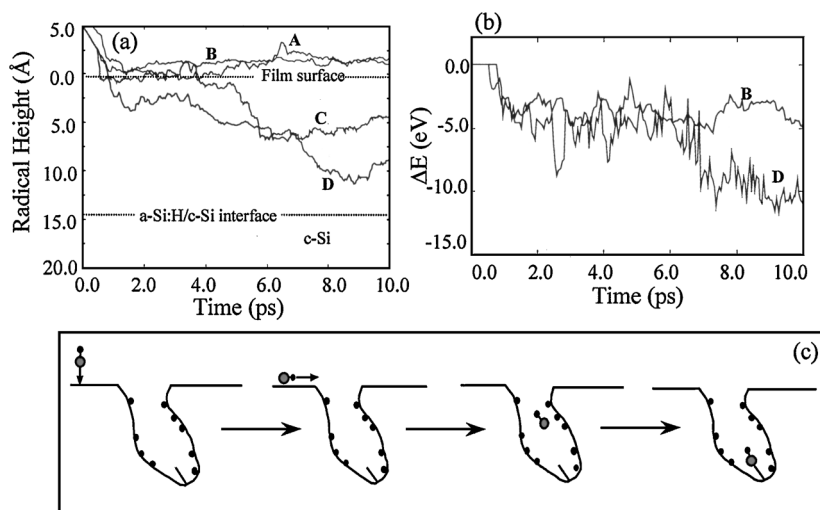 (a)
5.0
0.0
5.0
10.0
15.0
20.0
Radical Height (Å)
A
B
Film surface
C
D
a-Si:H/c-Si interface
c-Si
0.0 2.0 4.0 6.0 8.0 10.0
Time (ps)
(b)
0.0
-5.0
-10.0
-15.0
ΔE (eV)
B
D
0.0 2.0 4.0 6.0 8.0 10.0
Time (ps)
(c)